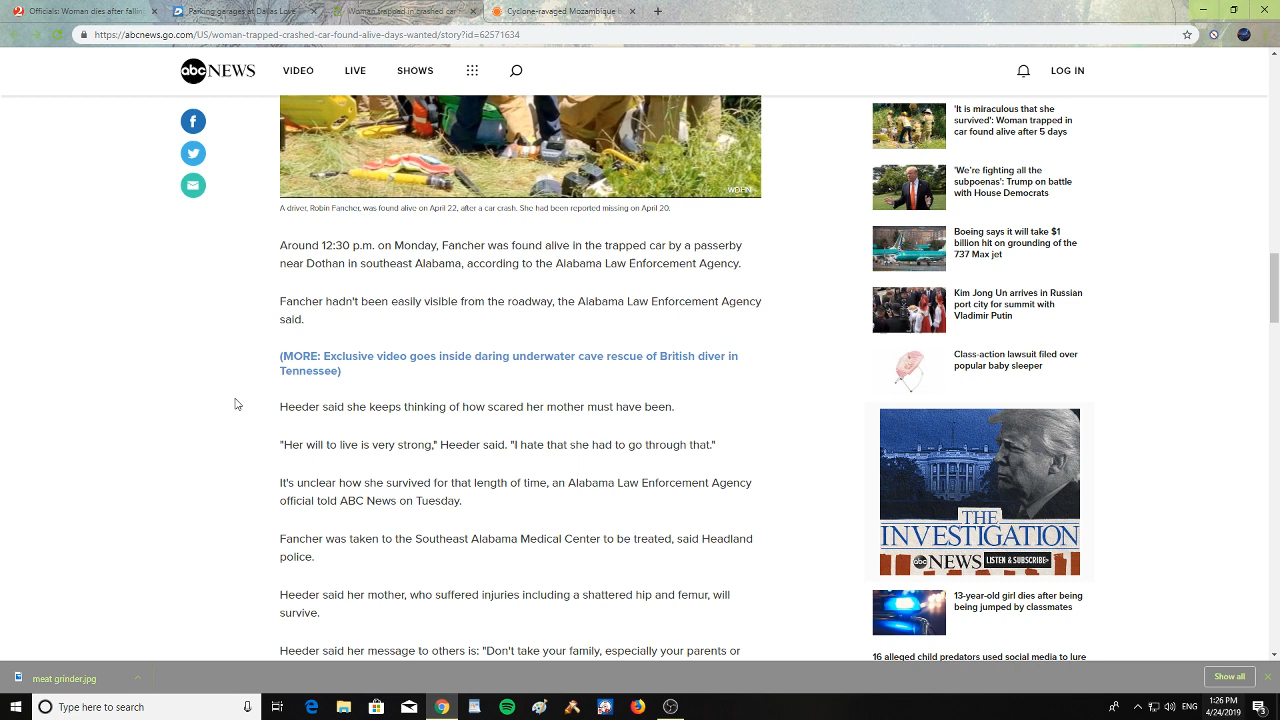 Officials: Woman dies after fallin
Parking garages at Dallas Love
Woman trapped in crashed car f
Cyclone-ravaged Mozambique b
https://abcnews.go.com/US/woman-trapped-crashed-car-found-alive-days-wanted/story?id=62571634
abc NEWS
VIDEO
LIVE
SHOWS
LOG IN
WDHN
A driver, Robin Fancher, was found alive on April 22, after a car crash. She had been reported missing on April 20.
Around 12:30 p.m. on Monday, Fancher was found alive in the trapped car by a passerby
near Dothan in southeast Alabama, according to the Alabama Law Enforcement Agency.
Fancher hadn't been easily visible from the roadway, the Alabama Law Enforcement Agency
said.
(MORE: Exclusive video goes inside daring underwater cave rescue of British diver in
Tennessee)
Heeder said she keeps thinking of how scared her mother must have been.
"Her will to live is very strong," Heeder said. "I hate that she had to go through that."
It's unclear how she survived for that length of time, an Alabama Law Enforcement Agency
official told ABC News on Tuesday.
Fancher was taken to the Southeast Alabama Medical Center to be treated, said Headland
police.
Heeder said her mother, who suffered injuries including a shattered hip and femur, will
survive.
Heeder said her message to others is: "Don't take your family, especially your parents or
'It is miraculous that she
survived': Woman trapped in
car found alive after 5 days
'We're fighting all the
subpoenas': Trump on battle
with House Democrats
Boeing says it will take $1
billion hit on grounding of the
737 Max jet
Kim Jong Un arrives in Russian
port city for summit with
Vladimir Putin
Class-action lawsuit filed over
popular baby sleeper
THE
INVESTIGATION
abc NEWS LISTEN & SUBSCRIBE>
13-year-old girl dies after being
being jumped by classmates
16 alleged child predators used social media to lure
meat grinder.jpg
Show all
Type here to search
ENG
1:26 PM
4/24/2019